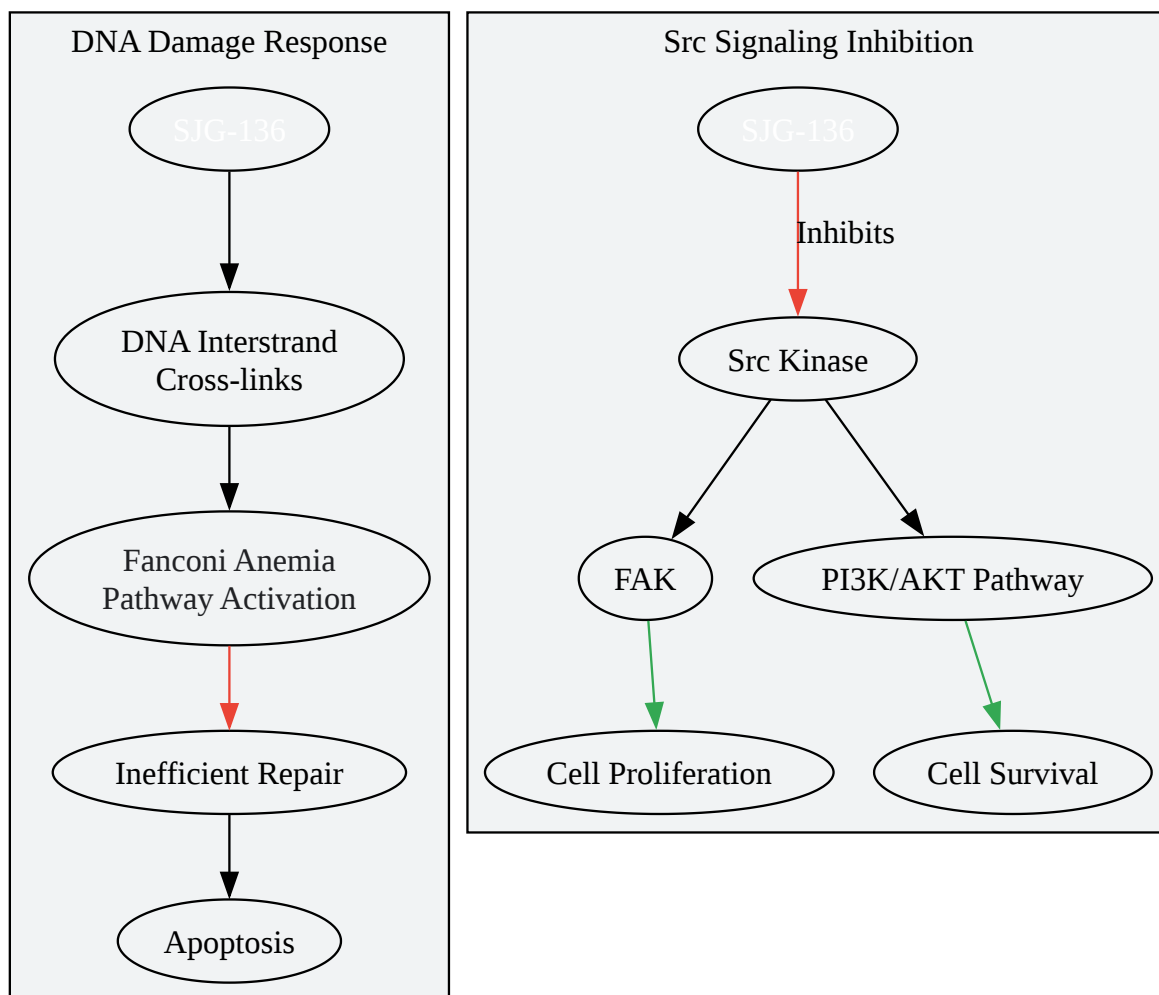 DNA Damage Response
SJG-136
DNA Interstrand
Cross-links
Fanconi Anemia
Pathway Activation
Inefficient Repair
Apoptosis
Src Signaling Inhibition
SJG-136
Inhibits
Src Kinase
FAK
PI3K/AKT Pathway
Cell Proliferation
Cell Survival